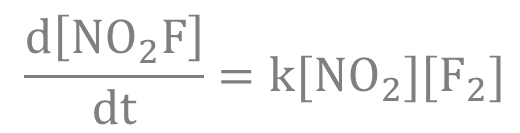 d[NO₂F]
dt
= k[NO₂][F₂]